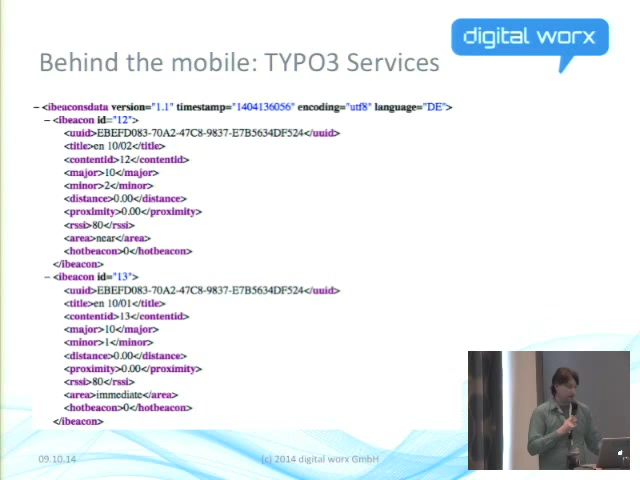 digital worx
Behind the mobile: TYPO3 Services
− <ibeaconsdata version="1.1" timestamp="1404136056" encoding="utf8" language="DE">
− <ibeacon id="12">
<uuid>EBEFD083-70A2-47C8-9837-E7B5634DF524</uuid>
<title>en 10/02</title>
<contentid>12</contentid>
<major>10</major>
<minor>2</minor>
<distance>0.00</distance>
<proximity>0.00</proximity>
<rssi>80</rssi>
<area>near</area>
<hotbeacon>0</hotbeacon>
</ibeacon>
− <ibeacon id="13">
<uuid>EBEFD083-70A2-47C8-9837-E7B5634DF524</uuid>
<title>en 10/01</title>
<contentid>13</contentid>
<major>10</major>
<minor>1</minor>
<distance>0.00</distance>
<proximity>0.00</proximity>
<rssi>80</rssi>
<area>immediate</area>
<hotbeacon>0</hotbeacon>
</ibeacon>
09.10.14
(c) 2014 digital worx GmbH